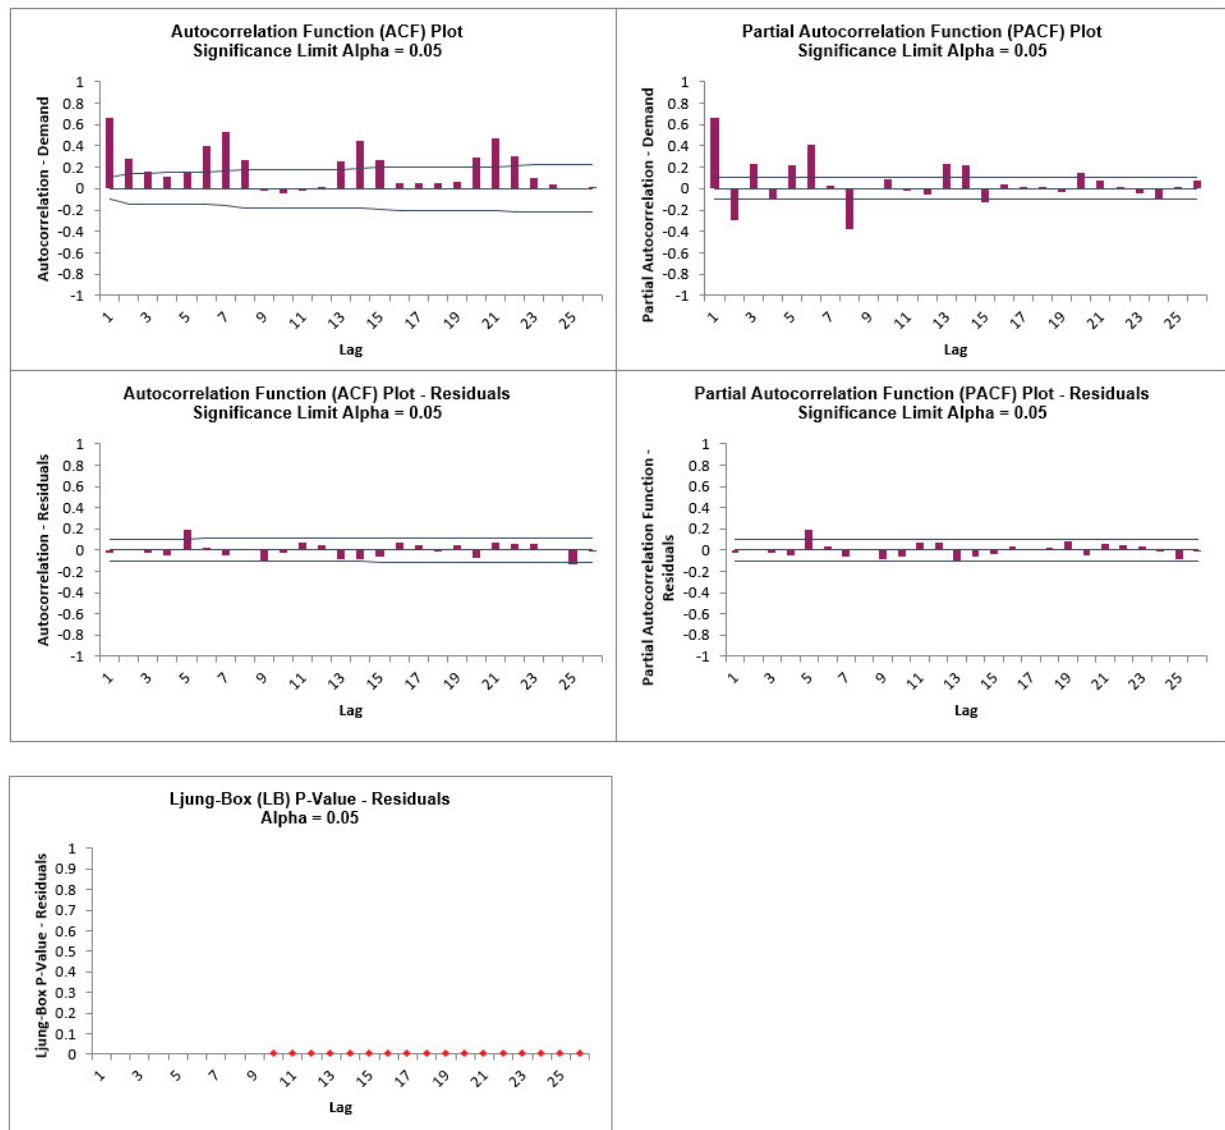 Autocorrelation Function (ACF) Plot
Significance Limit Alpha = 0.05
Autocorrelation - Demand
1
0.8
0.6
0.4
0.2
0
-0.2
-0.4
-0.6
-0.8
-1
1 3 5 7 9 11 13 15 17 19 21 23 25
Lag
Partial Autocorrelation Function (PACF) Plot
Significance Limit Alpha = 0.05
Partial Autocorrelation - Demand
1
0.8
0.6
0.4
0.2
0
-0.2
-0.4
-0.6
-0.8
-1
1 3 5 7 9 11 13 15 17 19 21 23 25
Lag
Autocorrelation Function (ACF) Plot - Residuals
Significance Limit Alpha = 0.05
Autocorrelation - Residuals
1
0.8
0.6
0.4
0.2
0
-0.2
-0.4
-0.6
-0.8
-1
1 3 5 7 9 11 13 15 17 19 21 23 25
Lag
Partial Autocorrelation Function (PACF) Plot - Residuals
Significance Limit Alpha = 0.05
Partial Autocorrelation Function -
Residuals
1
0.8
0.6
0.4
0.2
0
-0.2
-0.4
-0.6
-0.8
-1
1 3 5 7 9 11 13 15 17 19 21 23 25
Lag
Ljung-Box (LB) P-Value - Residuals
Alpha = 0.05
Ljung-Box P-Value - Residuals
1
0.9
0.8
0.7
0.6
0.5
0.4
0.3
0.2
0.1
0
1 3 5 7 9 11 13 15 17 19 21 23 25
Lag